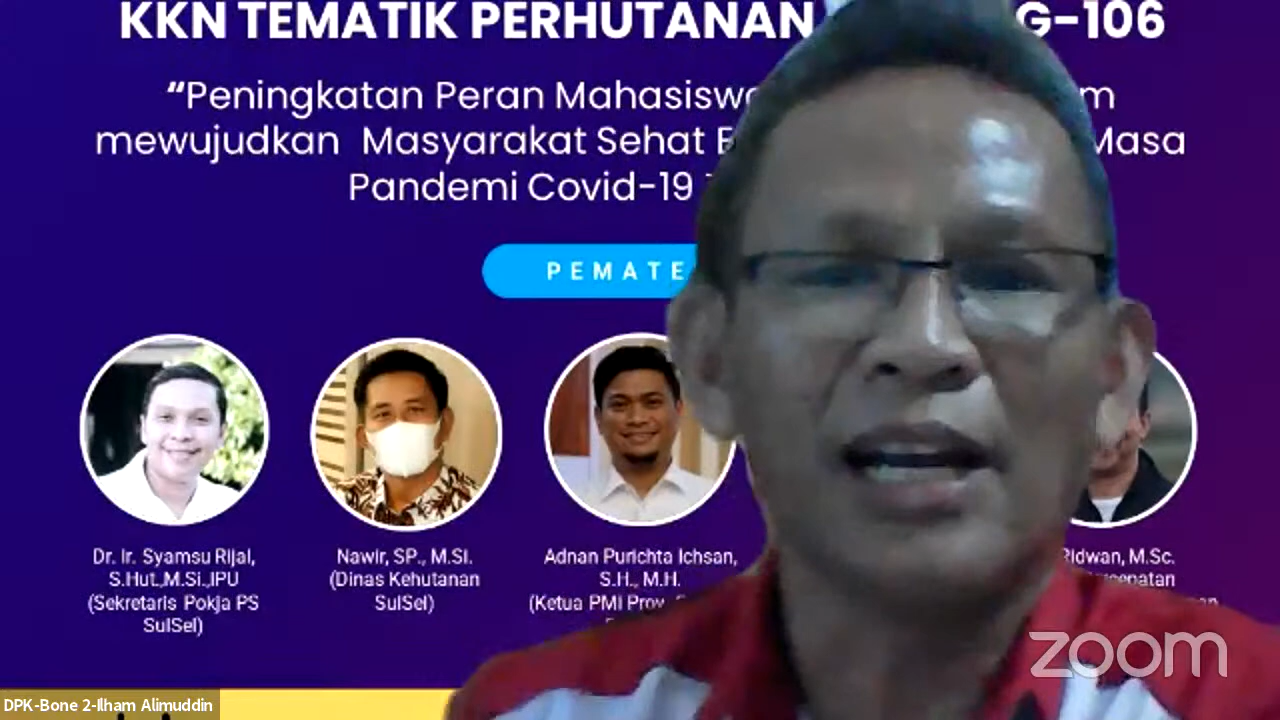 KKN TEMATIK PERHUTANAN G-106
“Peningkatan Peran
mewujudkan Masyarakat Sehat Masa
Pandemi Covid-19
Dr. Ir. Syamsu Rijal,
S.Hut.,M.Si.,IPU
(Sekretaris Pokja PS
SulSel)
Nawir, SP., M.SI.
(Dinas Kehutanan
SulSel)
Adnan Purichta Ichsan,
S.H., M.H.
(Ketua PMI Prov.
Ridwan, M.Sc.
zoom
DPK-Bone 2-Ilham Alimuddin